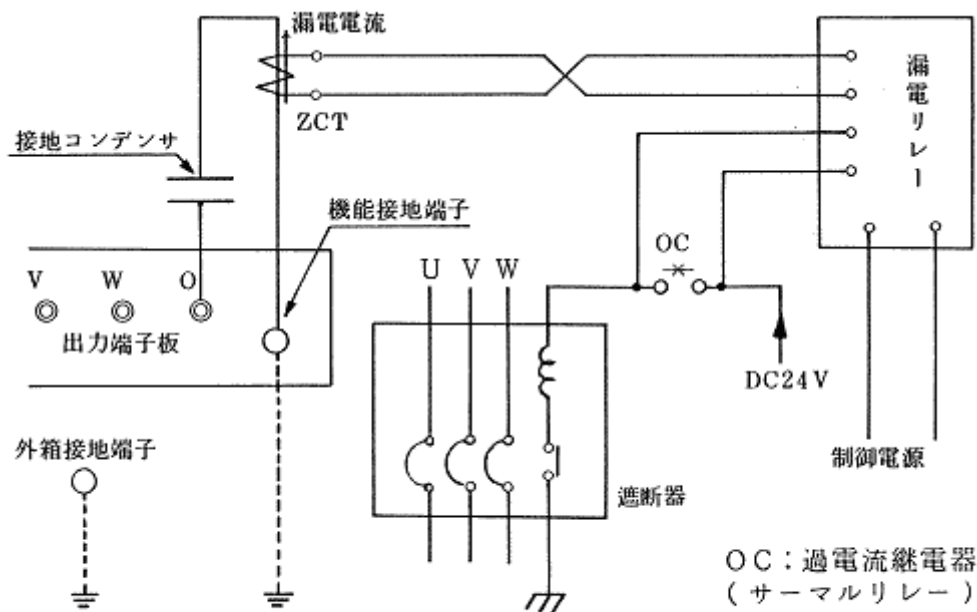 漏電電流
ZCT
接地コンデンサ
機能接地端子
V W O
出力端子板
外箱接地端子
U V W
遮断器
OC
DC24V
漏電リレー
制御電源
OC：過電流継電器
(サーマルリレー)